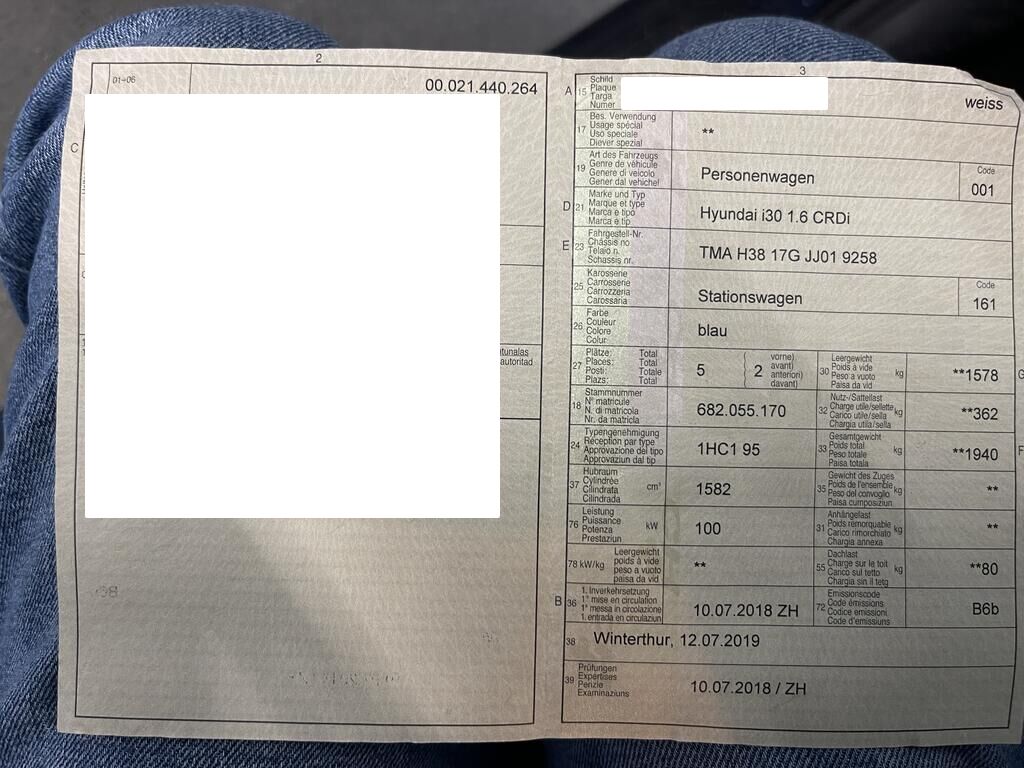 2
01-06
00.021.440.264
C
tunalas
autoritad
3
A 15 Schild
Plaque
Targa
Numer
weiss
17 Bes. Verwendung
Usage spécial
Uso speciale
Diever spezial
**
19 Art des Fahrzeugs
Genre de véhicule
Genere di veicolo
Gener dal vehichel
Personenwagen
Code
001
D 21 Marke und Typ
Marque et type
Marca e tipo
Marca e tip
Hyundai i30 1.6 CRDi
E 23 Fahrgestell-Nr.
Châssis no
Telaio n.
Schassis nr.
TMA H38 17G JJ01 9258
25 Karosserie
Carrosserie
Carrozzeria
Carossaria
Stationswagen
Code
161
26 Farbe
Couleur
Colore
Colur
blau
27 Plätze: Total
Places: Total
Posti: Totale
Plazs: Total
5
2
vorne)
avant)
anteriori)
davant)
30 Leergewicht
Poids à vide
Peso a vuoto
Paisa da vid
kg
**1578
G
18 Stammnummer
N° matricule
N. di matricola
Nr. da matricla
682.055.170
32 Nutz-/Sattellast
Charge utile/sellette
Carico utile/sella
Chargia utila/sella
kg
**362
24 Typengenehmigung
Réception par type
Approvazione del tipo
Approvaziun dal tip
1HC1 95
33 Gesamtgewicht
Poids total
Peso totale
Paisa totala
kg
**1940
F
37 Hubraum
Cylindrée
Cilindrata
Cilindrada
cm³
1582
35 Gewicht des Zuges
Poids de l'ensemble
Peso del convoglio
Paisa cumposiziun
kg
**
76 Leistung
Puissance
Potenza
Prestaziun
kW
100
31 Anhängelast
Poids remorquable
Carico rimorchiato
Chargia annexa
kg
**
78 kW/kg
Leergewicht
poids à vide
peso a vuoto
paisa da vid
**
55 Dachlast
Charge sur le toit
Carico sul tetto
Chargia sin il tetg
kg
**80
B 36 1. Inverkehrsetzung
1re mise en circulation
1a messa in circolazione
1. entrada en circulaziun
10.07.2018 ZH
72 Emissionscode
Code émissions
Codice emissioni
Code d'emissiuns
B6b
38 Winterthur, 12.07.2019
39 Prüfungen
Expertises
Perizie
Examinaziuns
10.07.2018 / ZH